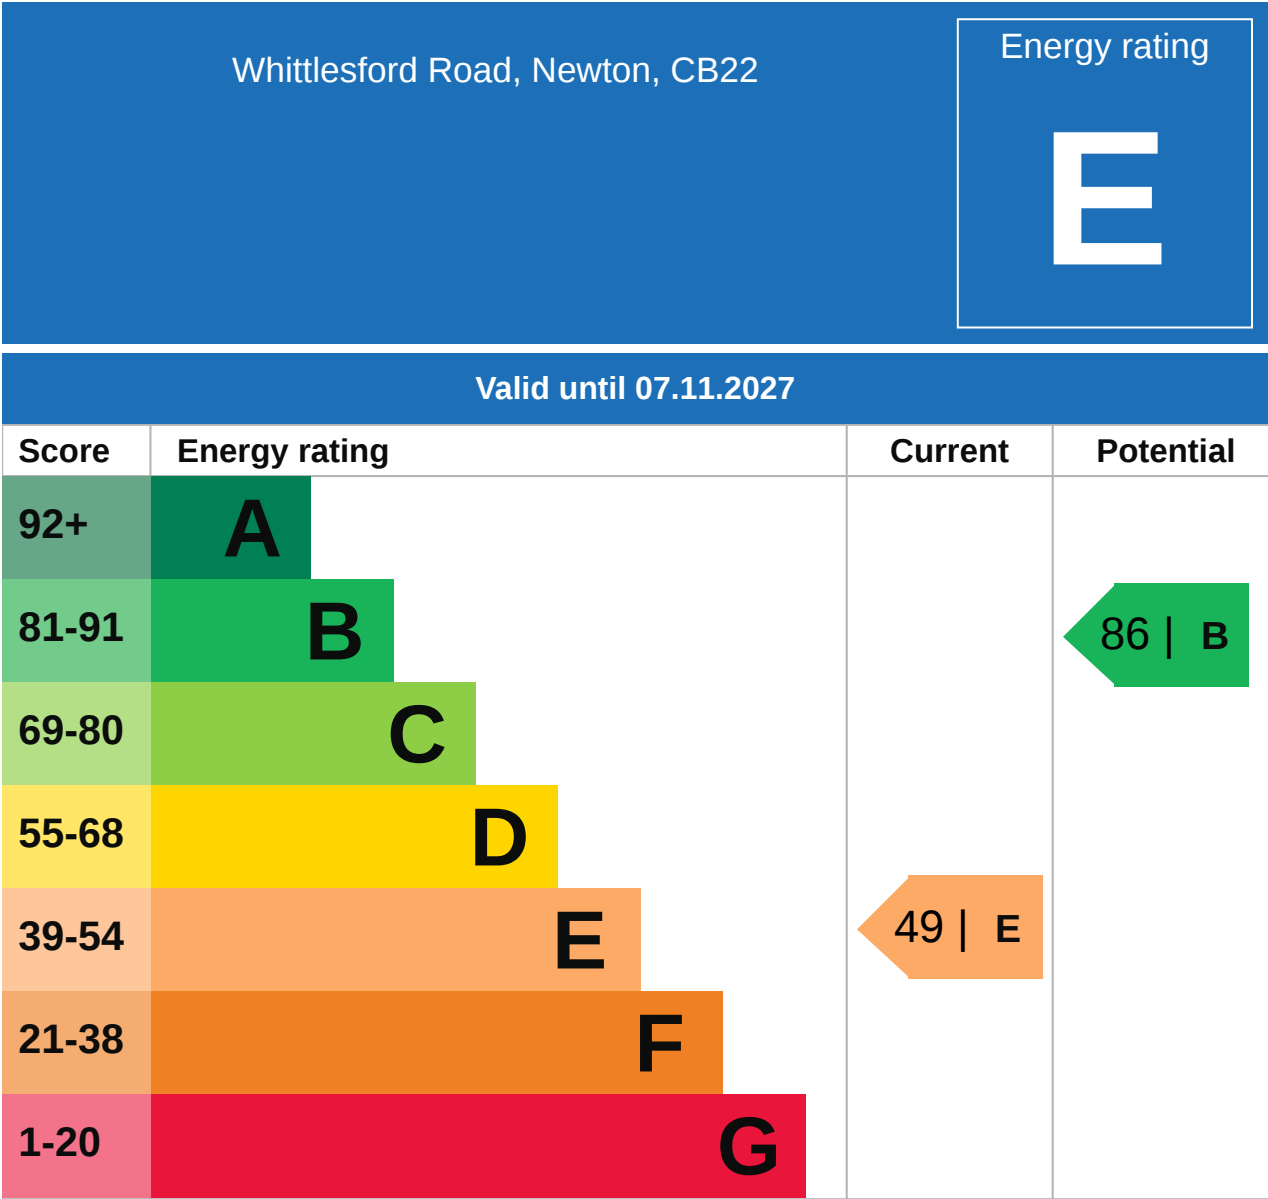 Whittlesford Road, Newton, CB22
Energy rating
E
Valid until 07.11.2027
Score Energy rating Current Potential
92+ A
81-91 B 86 | B
69-80 C
55-68 D
39-54 E 49 | E
21-38 F
1-20 G